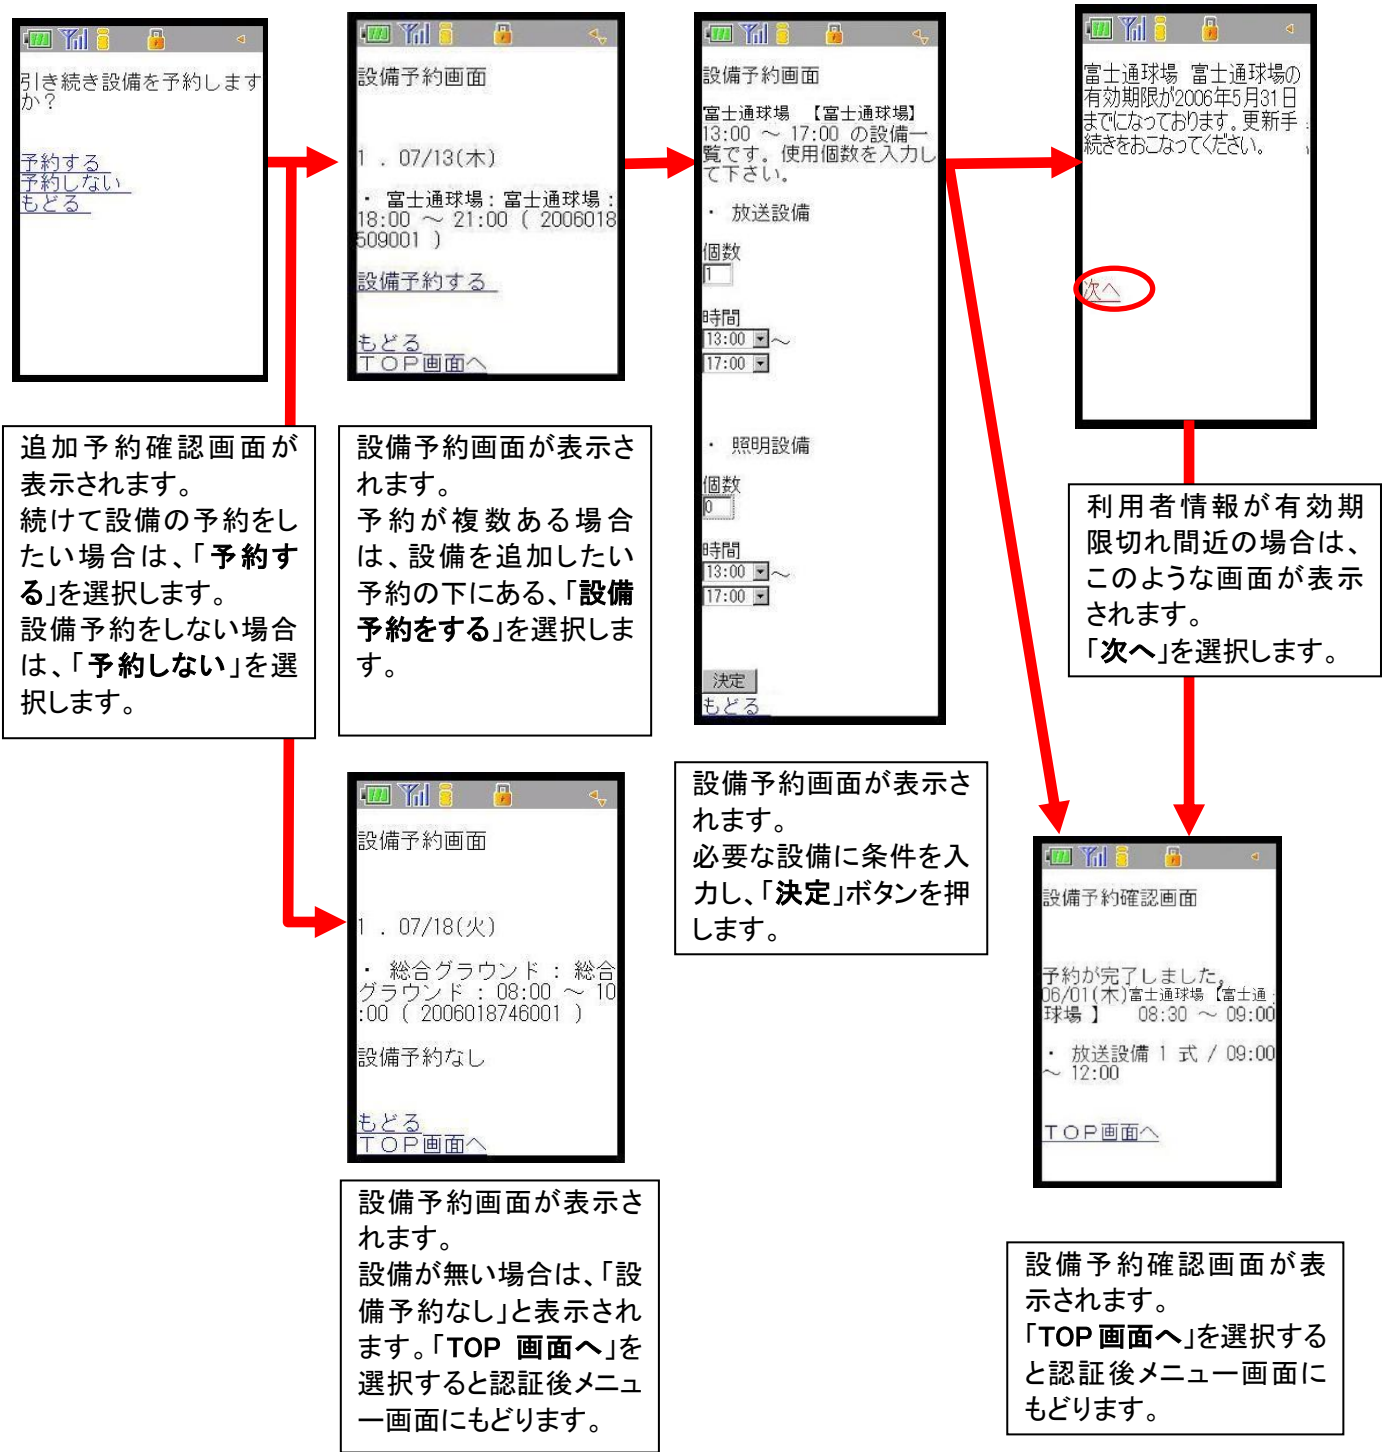 引き続き設備を予約します
か？
予約する
予約しない
もどる
追加予約確認画面が
表示されます。
続けて設備の予約をし
たい場合は、「予約す
る」を選択します。
設備予約をしない場合
は、「予約しない」を選
択します。
設備予約画面
1 . 07/13(木)
・ 富士通球場 : 富士通球場 :
18:00 ～ 21:00 ( 2006018
509001 )
設備予約する
もどる
ＴＯＰ画面へ
設備予約画面が表示さ
れます。
予約が複数ある場合
は、設備を追加したい
予約の下にある、「設備
予約をする」を選択しま
す。
設備予約画面
1 . 07/18(火)
・ 総合グラウンド : 総合
グラウンド : 08:00 ～ 10
:00 ( 2006018746001 )
設備予約なし
もどる
ＴＯＰ画面へ
設備予約画面が表示さ
れます。
設備が無い場合は、「設
備予約なし」と表示され
ます。「TOP 画面へ」を
選択すると認証後メニュ
ー画面にもどります。
設備予約画面
富士通球場 【富士通球場】
13:00 ～ 17:00 の設備一
覧です。使用個数を入力し
て下さい。
・ 放送設備
個数
1
時間
13:00 ～
17:00
・ 照明設備
個数
0
時間
13:00 ～
17:00
決定
もどる
設備予約画面が表示さ
れます。
必要な設備に条件を入
力し、「決定」ボタンを押
します。
富士通球場 富士通球場の
有効期限が2006年5月31日
までになっております。更新手
続きをおこなってください。
次へ
利用者情報が有効期
限切れ間近の場合は、
このような画面が表示
されます。
「次へ」を選択します。
設備予約確認画面
予約が完了しました。
06/01(木)富士通球場【富士通
球場 】 08:30 ～ 09:00
・ 放送設備 1 式 / 09:00
～ 12:00
ＴＯＰ画面へ
設備予約確認画面が表
示されます。
「TOP 画面へ」を選択する
と認証後メニュー画面に
もどります。